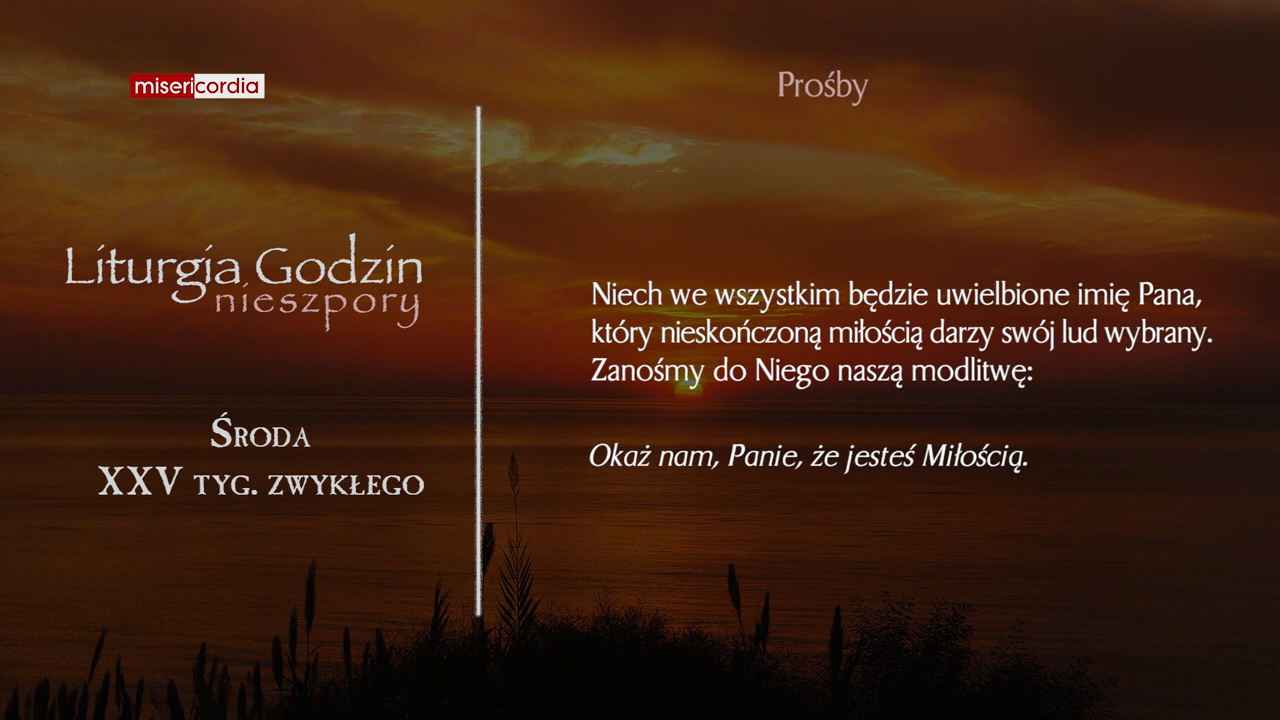 misericordia
Liturgia Godzin
nieszpory
Środa
XXV tyg. zwykłego
Prośby
Niech we wszystkim będzie uwielbione imię Pana,
który nieskończoną miłością darzy swój lud wybrany.
Zanośmy do Niego naszą modlitwę:
Okaż nam, Panie, że jesteś Miłością.